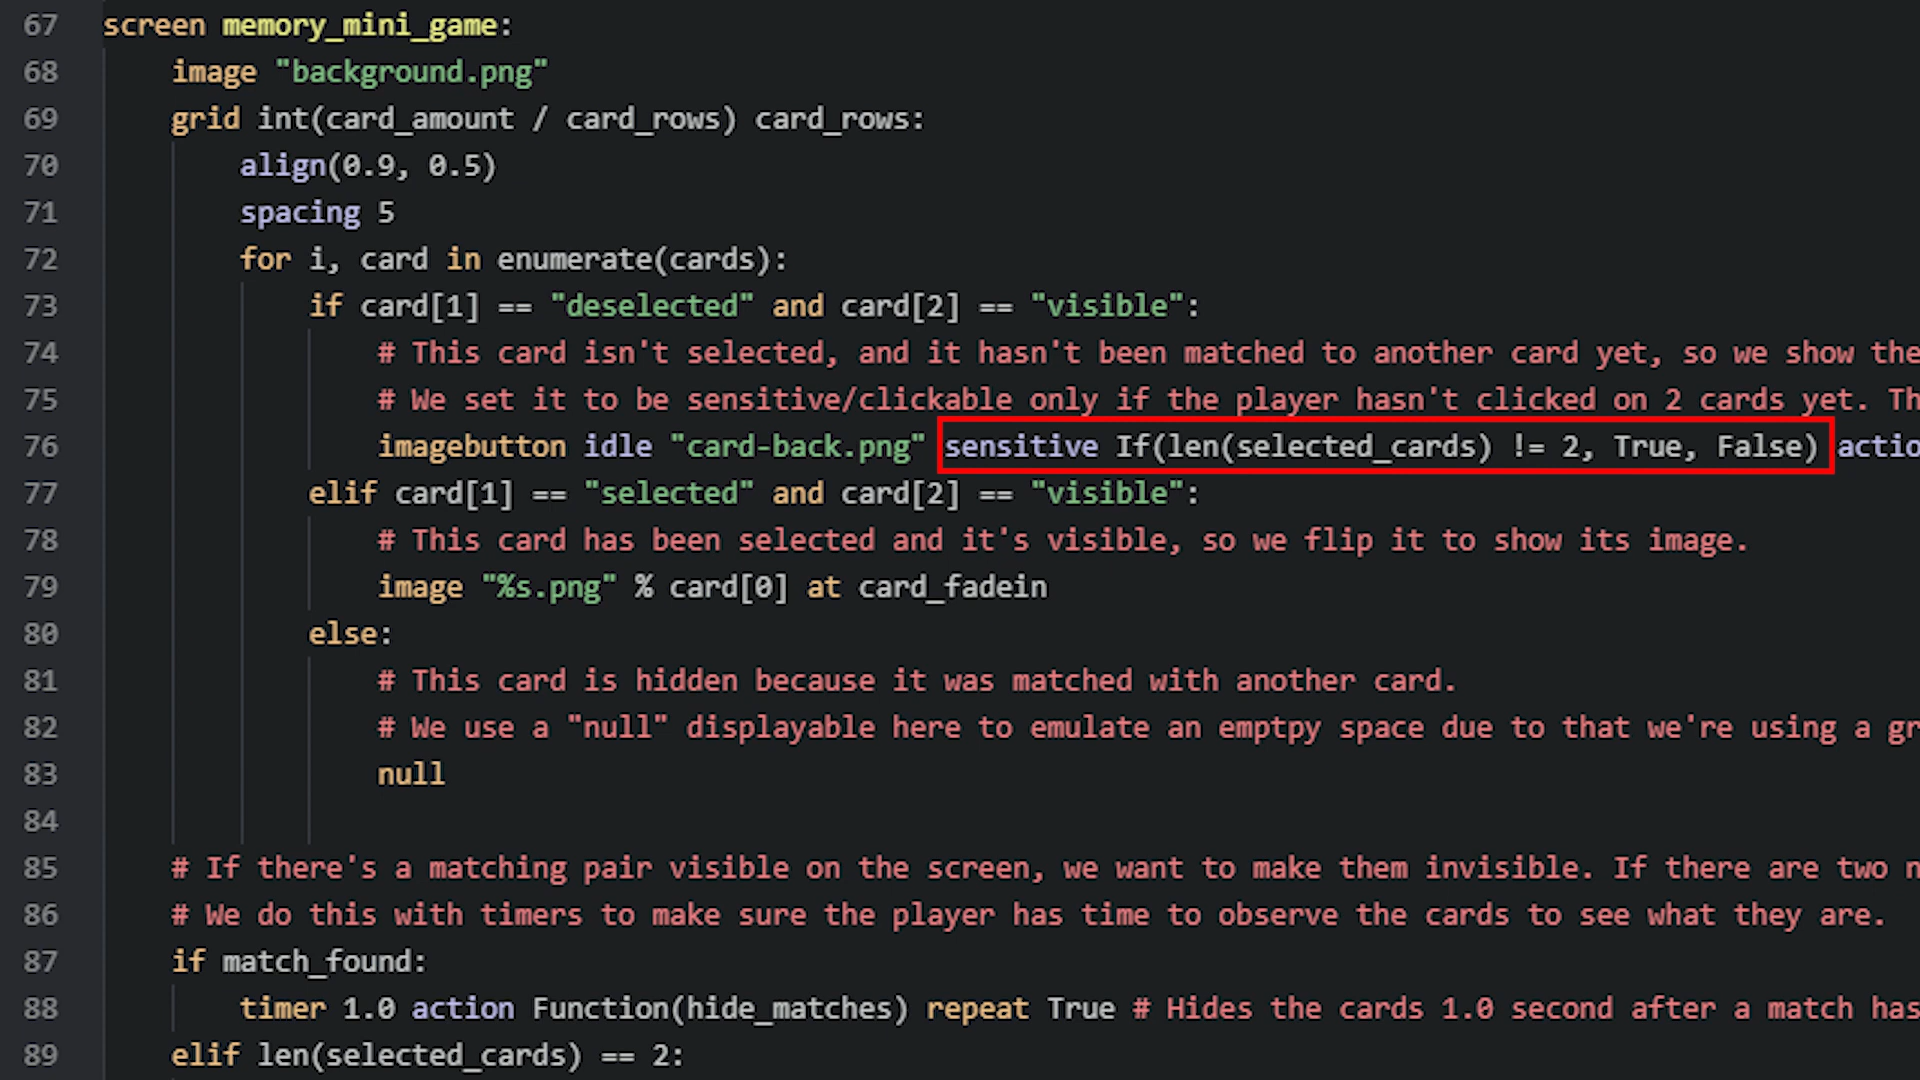 67 screen memory_mini_game:
68 image "background.png"
69 grid int(card_amount / card_rows) card_rows:
70 align(0.9, 0.5)
71 spacing 5
72 for i, card in enumerate(cards):
73 if card[1] == "deselected" and card[2] == "visible":
74 # This card isn't selected, and it hasn't been matched to another card yet, so we show the
75 # We set it to be sensitive/clickable only if the player hasn't clicked on 2 cards yet. Th
76 imagebutton idle "card-back.png" sensitive If(len(selected_cards) != 2, True, False) actio
77 elif card[1] == "selected" and card[2] == "visible":
78 # This card has been selected and it's visible, so we flip it to show its image.
79 image "%s.png" % card[0] at card_fadein
80 else:
81 # This card is hidden because it was matched with another card.
82 # We use a "null" displayable here to emulate an emptpy space due to that we're using a gr
83 null
84
85 # If there's a matching pair visible on the screen, we want to make them invisible. If there are two n
86 # We do this with timers to make sure the player has time to observe the cards to see what they are.
87 if match_found:
88 timer 1.0 action Function(hide_matches) repeat True # Hides the cards 1.0 second after a match has
89 elif len(selected_cards) == 2: